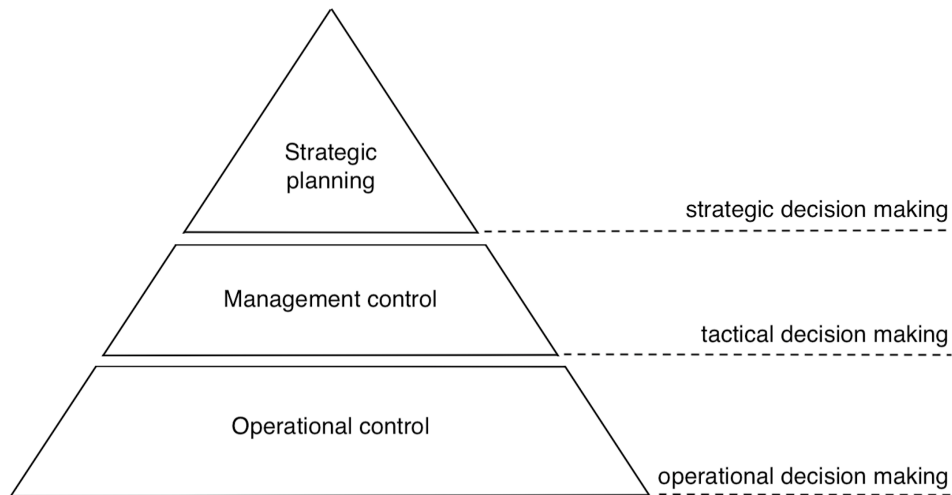 Strategic
planning
strategic decision making
Management control
tactical decision making
Operational control
operational decision making